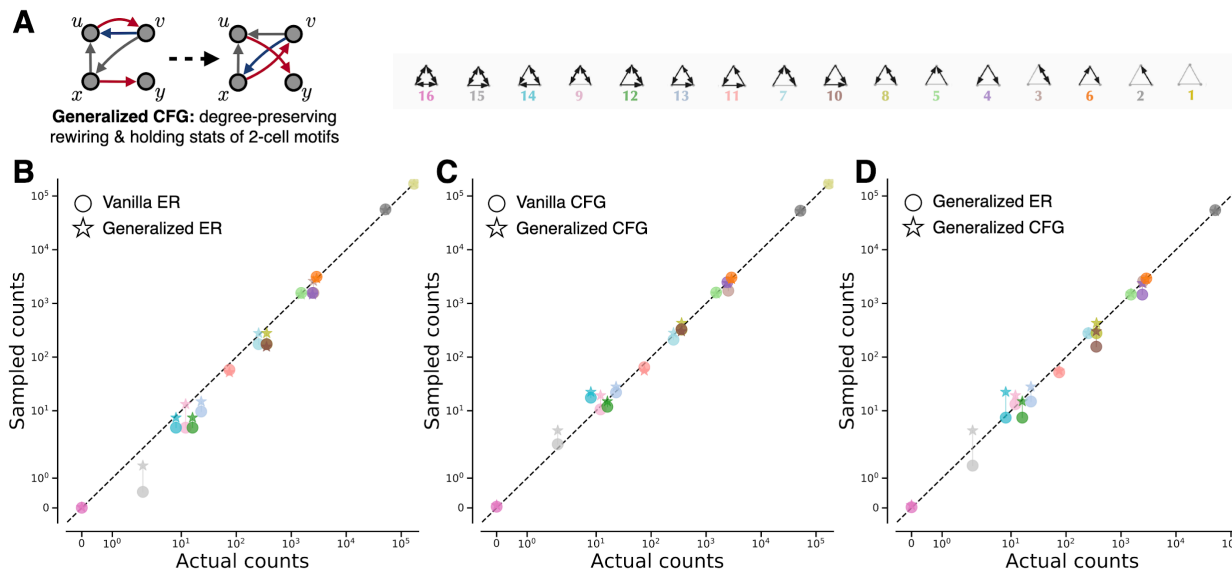 A
u
v
x
y
u
v
x
y
Generalized CFG: degree-preserving
rewiring & holding stats of 2-cell motifs
16 15 14 9 12 13 11 7 10 8 5 4 3 6 2 1
B
Vanilla ER
Generalized ER
Sampled counts
10⁵
10⁴
10³
10²
10¹
10⁰
0
0 10⁰ 10¹ 10² 10³ 10⁴ 10⁵
Actual counts
C
Vanilla CFG
Generalized CFG
Sampled counts
10⁵
10⁴
10³
10²
10¹
10⁰
0
0 10⁰ 10¹ 10² 10³ 10⁴ 10⁵
Actual counts
D
Generalized ER
Generalized CFG
Sampled counts
10⁵
10⁴
10³
10²
10¹
10⁰
0
0 10⁰ 10¹ 10² 10³ 10⁴
Actual counts